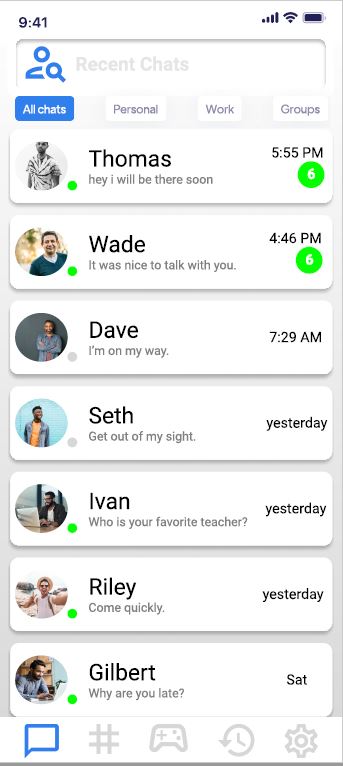 9:41
Recent Chats
All chats Personal Work Groups
Thomas 5:55 PM
hey i will be there soon 6
Wade 4:46 PM
It was nice to talk with you. 6
Dave 7:29 AM
I'm on my way.
Seth yesterday
Get out of my sight.
Ivan yesterday
Who is your favorite teacher?
Riley yesterday
Come quickly.
Gilbert Sat
Why are you late?